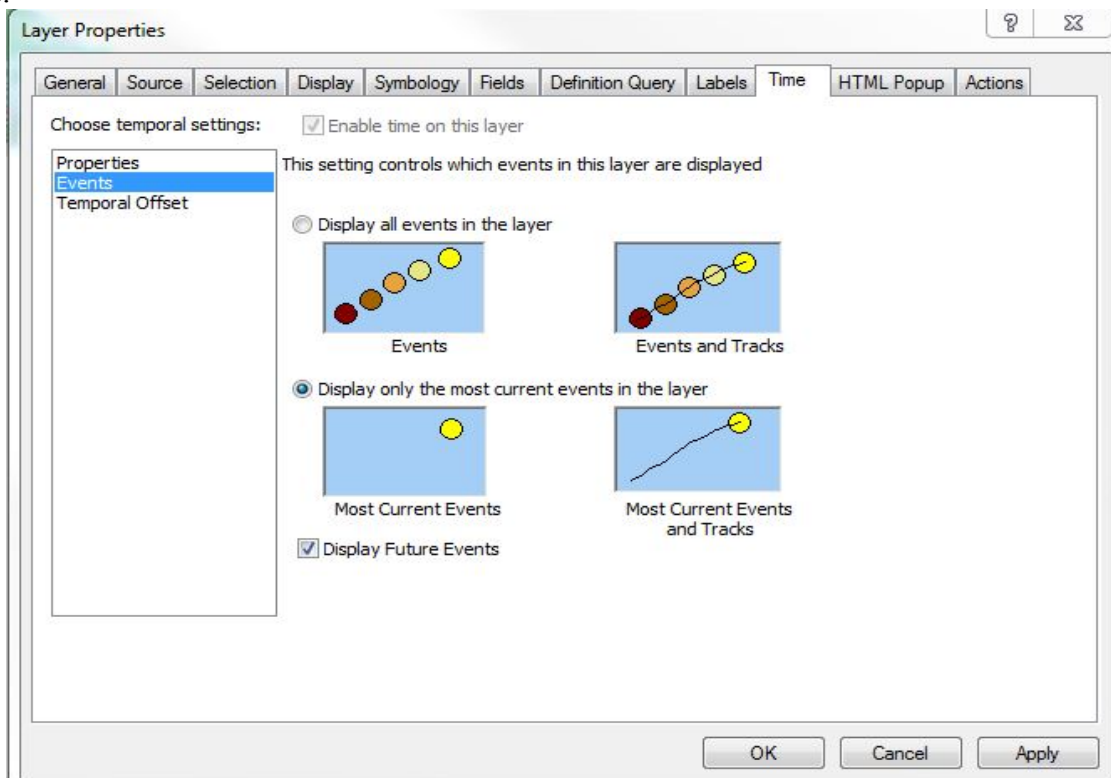 Layer Properties
General Source Selection Display Symbology Fields Definition Query Labels Time HTML Popup Actions
Choose temporal settings: Enable time on this layer
Properties
Events
Temporal Offset
This setting controls which events in this layer are displayed
Display all events in the layer
Events Events and Tracks
Display only the most current events in the layer
Most Current Events Most Current Events
and Tracks
Display Future Events
OK Cancel Apply